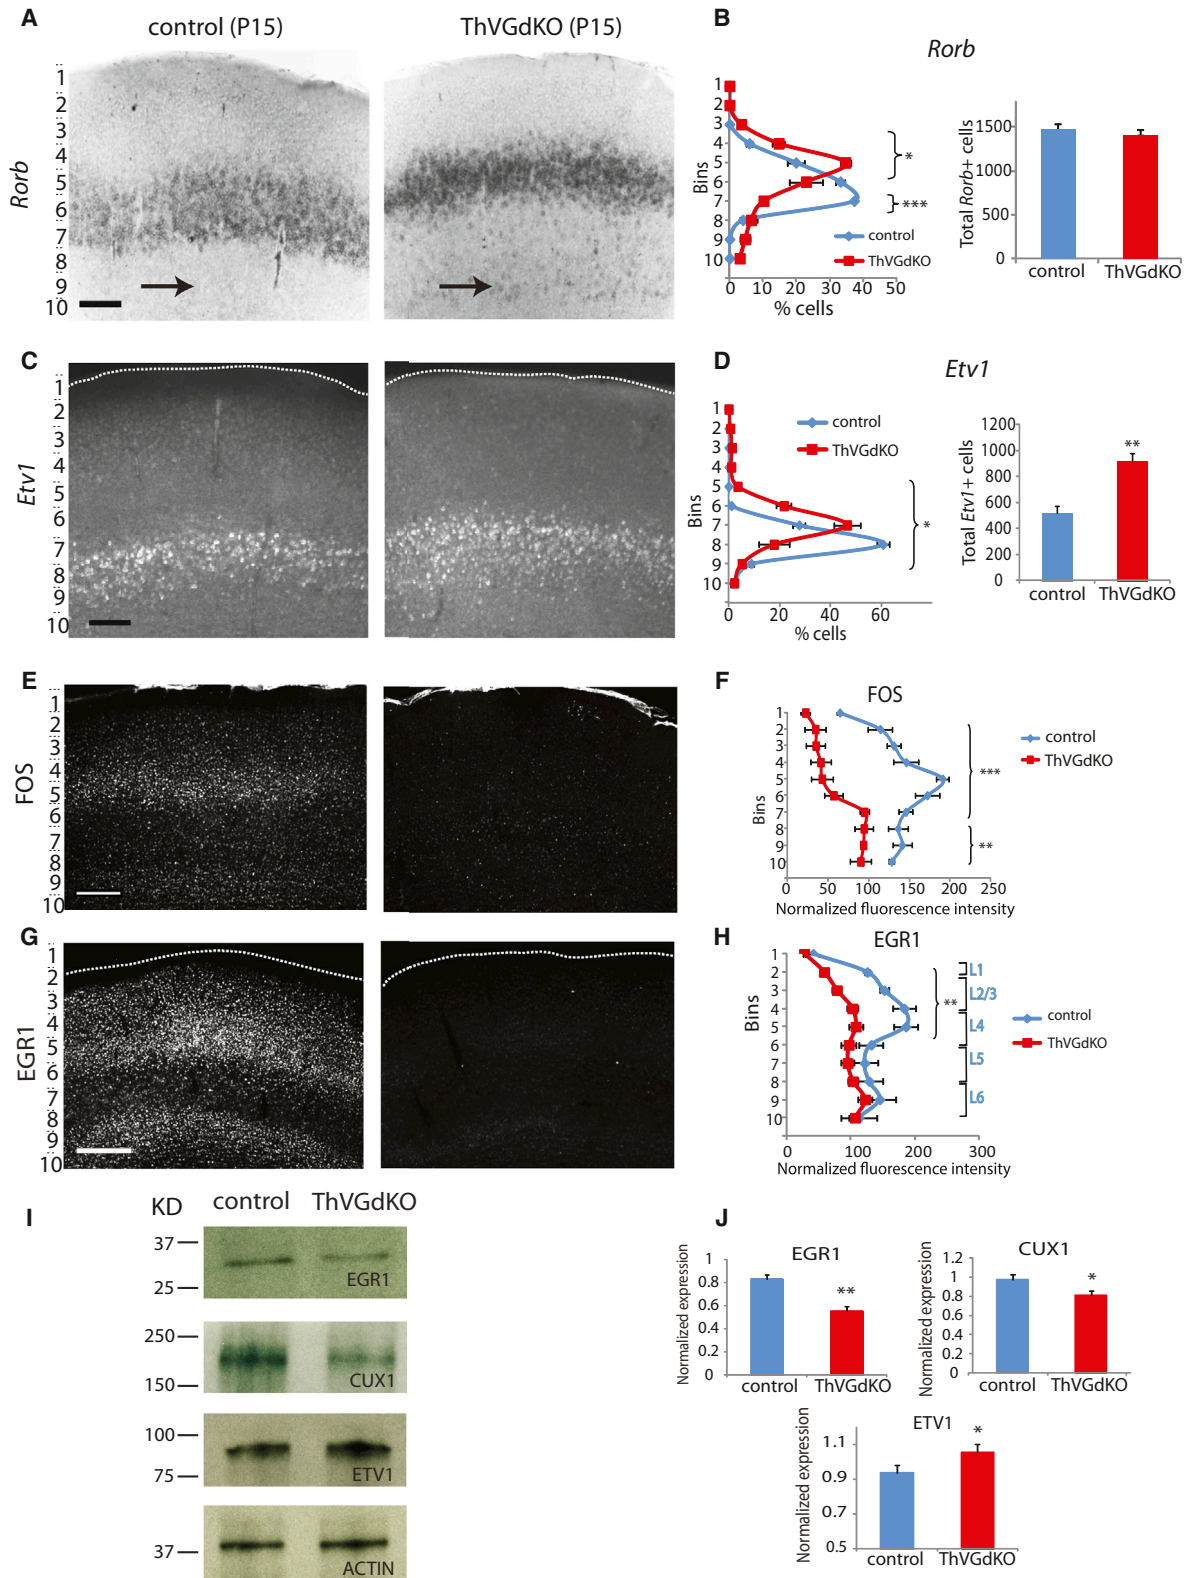 A
control (P15)
ThVGdKO (P15)
Rorb
1
2
3
4
5
6
7
8
9
10
B
Rorb
Bins
1
2
3
4
5
6
7
8
9
10
*
***
control
ThVGdKO
0 10 20 30 40 50
% cells
Total Rorb+ cells
1500
1000
500
0
control ThVGdKO
C
Etv1
1
2
3
4
5
6
7
8
9
10
D
Etv1
Bins
1
2
3
4
5
6
7
8
9
10
control
ThVGdKO
*
0 20 40 60
% cells
Total Etv1+ cells
1200
1000
800
600
400
200
0
**
control ThVGdKO
E
FOS
1
2
3
4
5
6
7
8
9
10
F
FOS
Bins
1
2
3
4
5
6
7
8
9
10
control
ThVGdKO
***
**
0 50 100 150 200 250
Normalized fluorescence intensity
G
EGR1
1
2
3
4
5
6
7
8
9
10
H
EGR1
Bins
1
2
3
4
5
6
7
8
9
10
**
L1
L2/3
L4
L5
L6
control
ThVGdKO
0 100 200 300
Normalized fluorescence intensity
I
KD control ThVGdKO
37
25
EGR1
250
150
CUX1
100
75
ETV1
37
ACTIN
J
EGR1
Normalized expression
1
0.8
0.6
0.4
0.2
0
**
control ThVGdKO
CUX1
Normalized expression
1.2
1
0.8
0.6
0.4
0.2
0
*
control ThVGdKO
ETV1
Normalized expression
1.1
0.9
0.7
0.5
*
control ThVGdKO